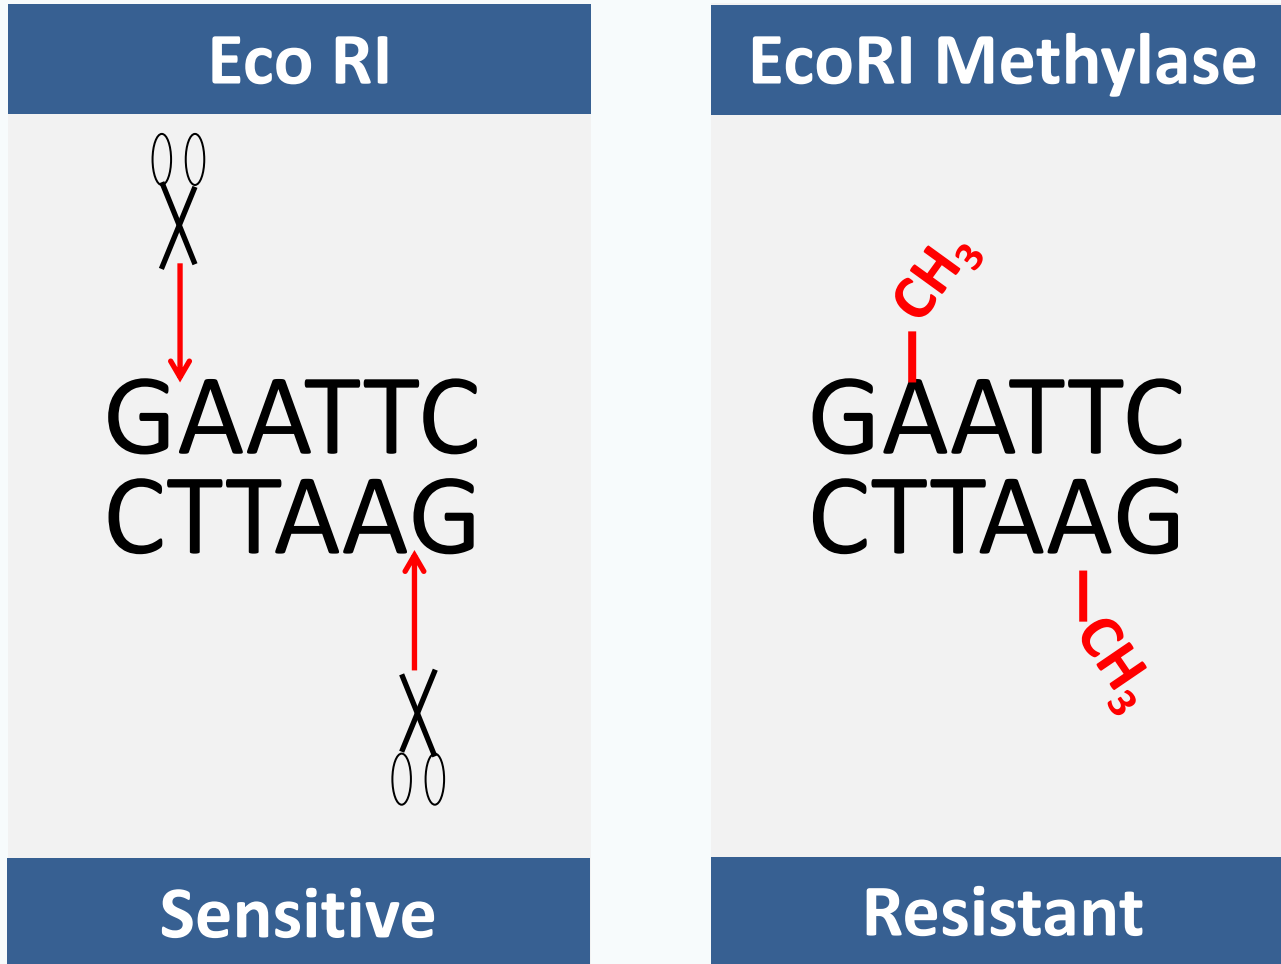 Eco RI
GAATTC
CTTAAG
Sensitive
EcoRI Methylase
CH₃
GAATTC
CTTAAG
CH₃
Resistant